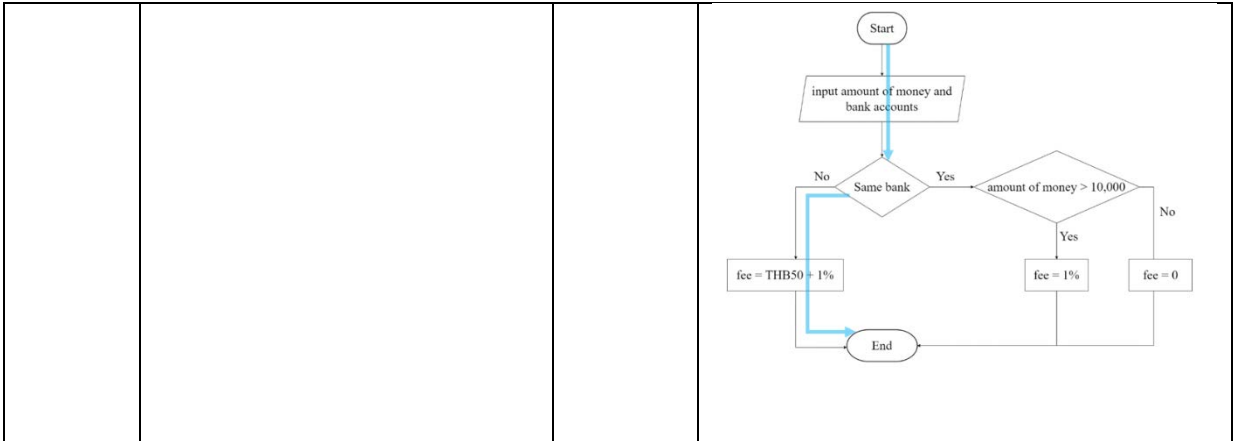 Start
input amount of money and
bank accounts
No
Same bank
Yes
amount of money > 10,000
No
Yes
fee = THB50 + 1%
fee = 1%
fee = 0
End